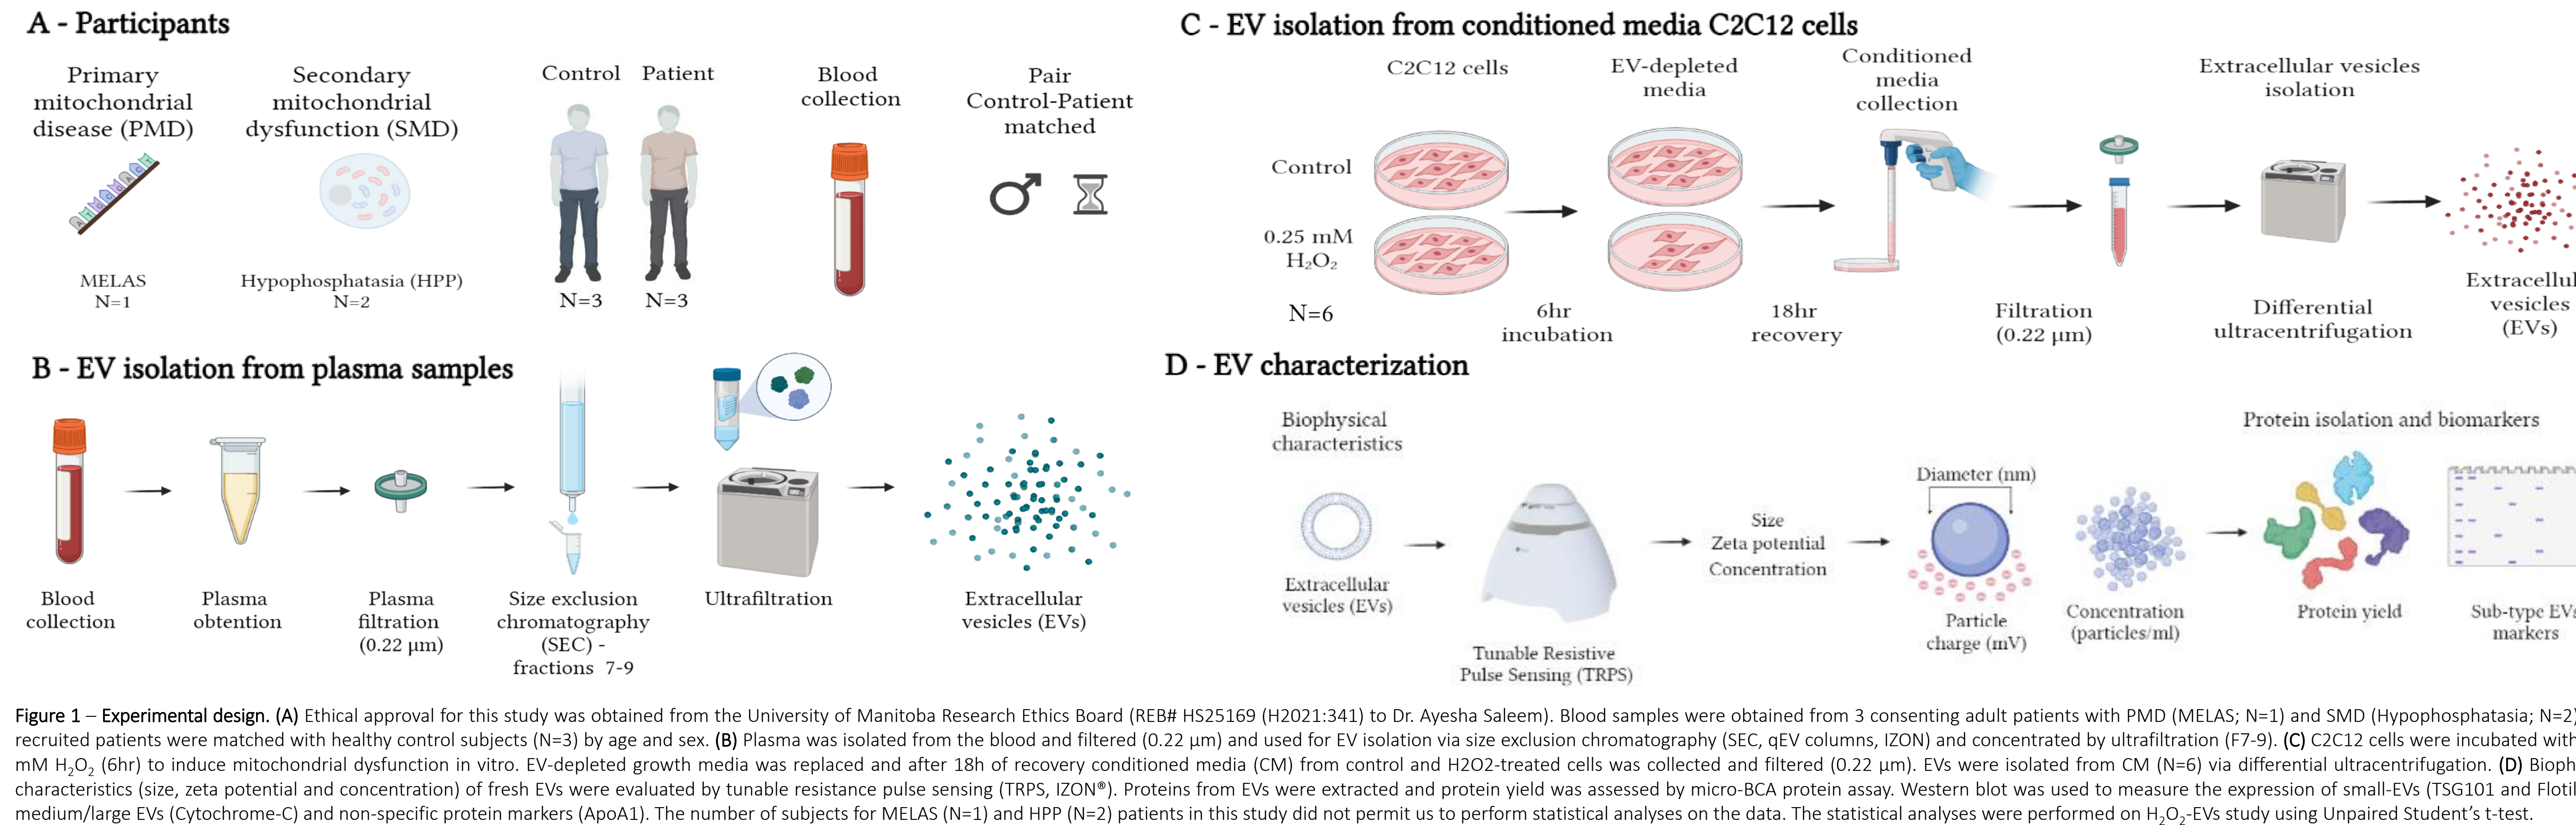 A - Participants
Primary
mitochondrial
disease (PMD)
MELAS
N=1
Secondary
mitochondrial
dysfunction (SMD)
Hypophosphatasia (HPP)
N=2
Control
N=3
Patient
N=3
Blood
collection
Pair
Control-Patient
matched
B - EV isolation from plasma samples
Blood
collection
Plasma
obtention
Plasma
filtration
(0.22 µm)
Size exclusion
chromatography
(SEC) -
fractions 7-9
Ultrafiltration
Extracellular
vesicles (EVs)
C - EV isolation from conditioned media C2C12 cells
C2C12 cells
EV-depleted
media
Conditioned
media
collection
Extracellular vesicles
isolation
Control
0.25 mM
H₂O₂
N=6
6hr
incubation
18hr
recovery
Filtration
(0.22 µm)
Differential
ultracentrifugation
vesicles
(EVs)
D - EV characterization
Biophysical
characteristics
Extracellular
vesicles (EVs)
Tunable Resistive
Pulse Sensing (TRPS)
Size
Zeta potential
Concentration
Diameter (nm)
Particle
charge (mV)
Concentration
(particles/ml)
Protein isolation and biomarkers
Protein yield
Sub-type EVs
markers
Figure 1 – Experimental design. (A) Ethical approval for this study was obtained from the University of Manitoba Research Ethics Board (REB# HS25169 (H2021:341) to Dr. Ayesha Saleem). Blood samples were obtained from 3 consenting adult patients with PMD (MELAS; N=1) and SMD (Hypophosphatasia; N=2)
recruited patients were matched with healthy control subjects (N=3) by age and sex. (B) Plasma was isolated from the blood and filtered (0.22 µm) and used for EV isolation via size exclusion chromatography (SEC, qEV columns, IZON) and concentrated by ultrafiltration (F7-9). (C) C2C12 cells were incubated with
mM H₂O₂ (6hr) to induce mitochondrial dysfunction in vitro. EV-depleted growth media was replaced and after 18h of recovery conditioned media (CM) from control and H2O2-treated cells was collected and filtered (0.22 µm). EVs were isolated from CM (N=6) via differential ultracentrifugation. (D)
characteristics (size, zeta potential and concentration) of fresh EVs were evaluated by tunable resistance pulse sensing (TRPS, IZON®). Proteins from EVs were extracted and protein yield was assessed by micro-BCA protein assay. Western blot was used to measure the expression of small-EVs (TSG101 and
medium/large EVs (Cytochrome-C) and non-specific protein markers (ApoA1). The number of subjects for MELAS (N=1) and HPP (N=2) patients in this study did not permit us to perform statistical analyses on the data. The statistical analyses were performed on H₂O₂-EVs study using Unpaired Student’s t-test.